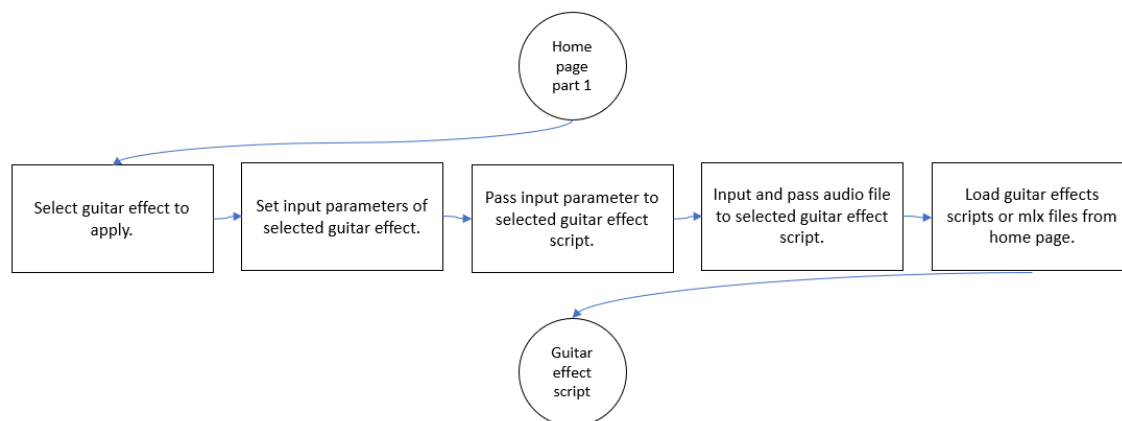 Home
page
part 1
Select guitar effect to
apply.
Set input parameters of
selected guitar effect.
Pass input parameter to
selected guitar effect
script.
Input and pass audio file
to selected guitar effect
script.
Load guitar effects
scripts or mlx files from
home page.
Guitar
effect
script